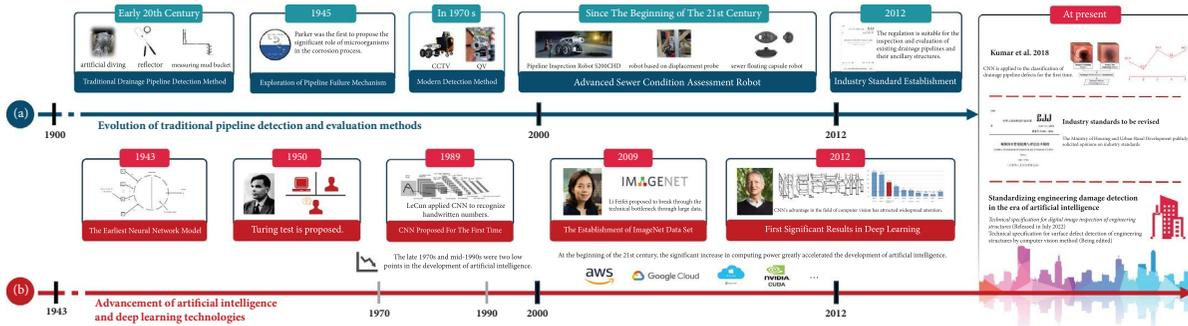 Early 20th Century
artificial diving
reflector
measuring mud bucket
Traditional Drainage Pipeline Detection Method
1945
Parker was the first to propose the
significant role of microorganisms
in the corrosion process.
Exploration of Pipeline Failure Mechanism
In 1970 s
CCTV
QV
Modern Detection Method
Since The Beginning of The 21st Century
Pipeline Inspection Robot S200CHD
robot based on displacement probe
sewer floating capsule robot
Advanced Sewer Condition Assessment Robot
2012
The regulation is suitable for the
inspection and evaluation of
existing drainage pipelines and
their ancillary structures.
Industry Standard Establishment
(a)
1900
Evolution of traditional pipeline detection and evaluation methods
2000
2012
1943
The Earliest Neural Network Model
1950
Turing test is proposed.
1989
LeCun applied CNN to recognize
handwritten numbers.
CNN Proposed For The First Time
2009
IMAGENET
Li Feifei proposed to break through the
technical bottleneck through large data.
The Establishment of ImageNet Data Set
2012
CNN's advantage in the field of computer vision has attracted widespread attention.
First Significant Results in Deep Learning
The late 1970s and mid-1990s were two low
points in the development of artificial intelligence.
At the beginning of the 21st century, the significant increase in computing power greatly accelerated the development of artificial intelligence.
aws
Google Cloud
NVIDIA
CUDA
...
(b)
1943
Advancement of artificial intelligence
and deep learning technologies
1970
1990
2000
2012
At present
Kumar et al. 2018
CNN is applied to the classification of
drainage pipeline defects for the first time.
Industry standards to be revised
The Ministry of Housing and Urban-Rural Development publicly
solicited opinions on industry standards
Standardizing engineering damage detection
in the era of artificial intelligence
Technical specification for digital image inspection of engineering
structures (Released in July 2022)
Technical specification for surface defect detection of engineering
structures by computer vision method (Being edited)